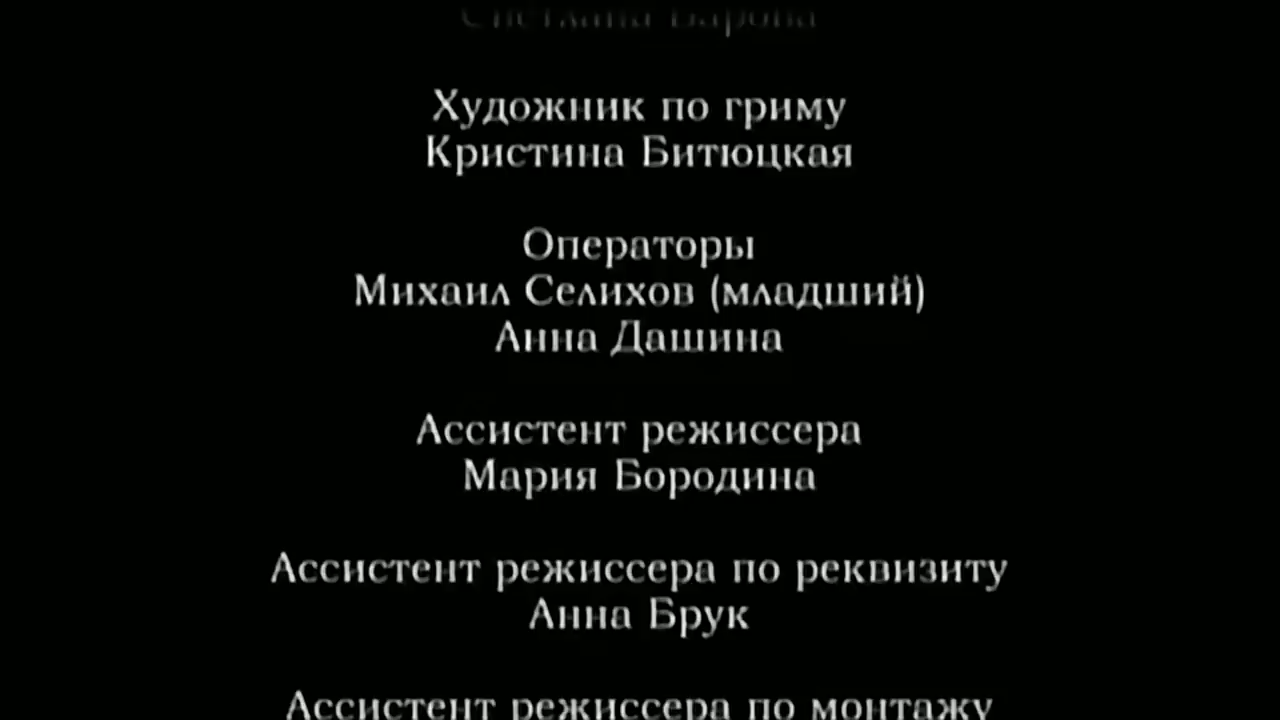 Светлана
Художник по гриму
Кристина Битюцкая
Операторы
Михаил Селихов (младший)
Анна Дашина
Ассистент режиссера
Мария Бородина
Ассистент режиссера по реквизиту
Анна Брук
Ассистент режиссера по монтажу